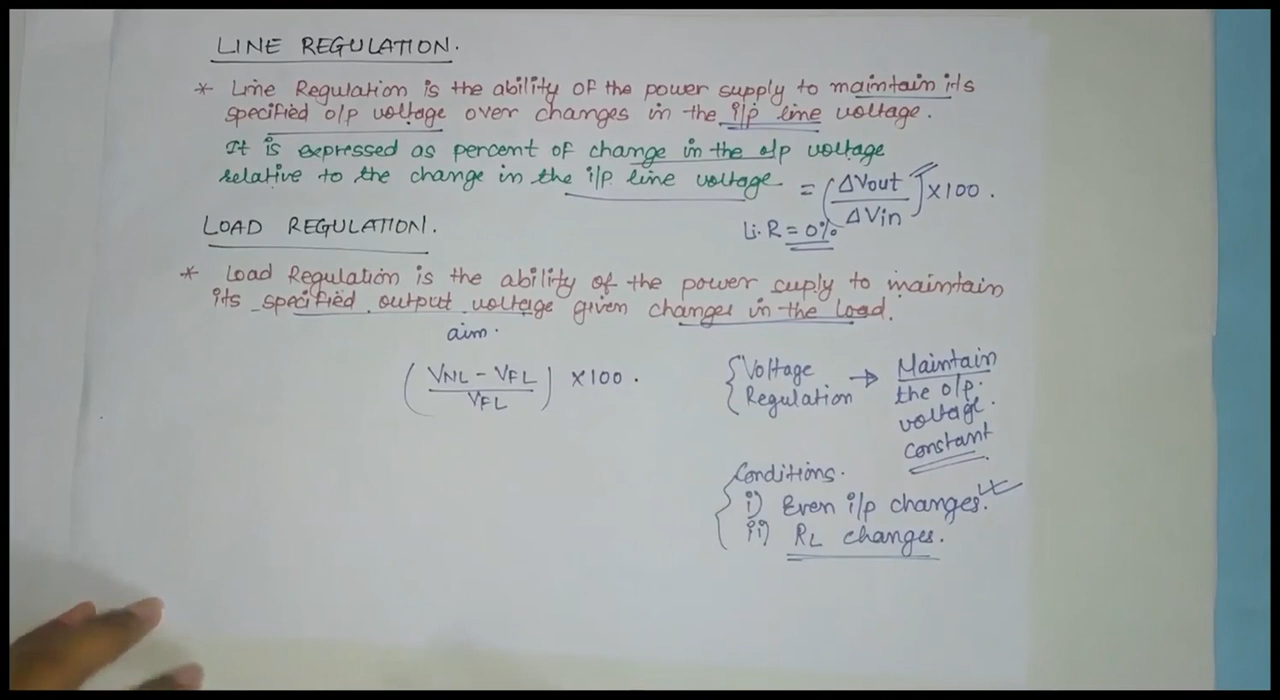 LINE REGULATION.
* Line Regulation is the ability of the power supply to maintain its
specified o/p voltage over changes in the i/p line voltage.
It is expressed as percent of change in the o/p voltage
relative to the change in the i/p line voltage = (ΔVout/ΔVin) × 100.
Li.R = 0%
LOAD REGULATION.
* Load Regulation is the ability of the power suply to maintain
its specified output voltage given changes in the load.
aim.
(VNL - VFL / VFL) × 100.
{ Voltage Regulation → Maintain
the o/p.
voltage.
constant
{ Conditions.
i) Even i/p changes.
ii) RL changes.